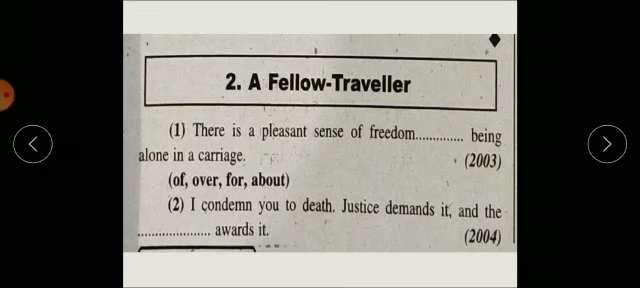 2. A Fellow-Traveller
(1) There is a pleasant sense of freedom............. being
alone in a carriage. (2003)
(of, over, for, about)
(2) I condemn you to death. Justice demands it, and the
..................... awards it. (2004)